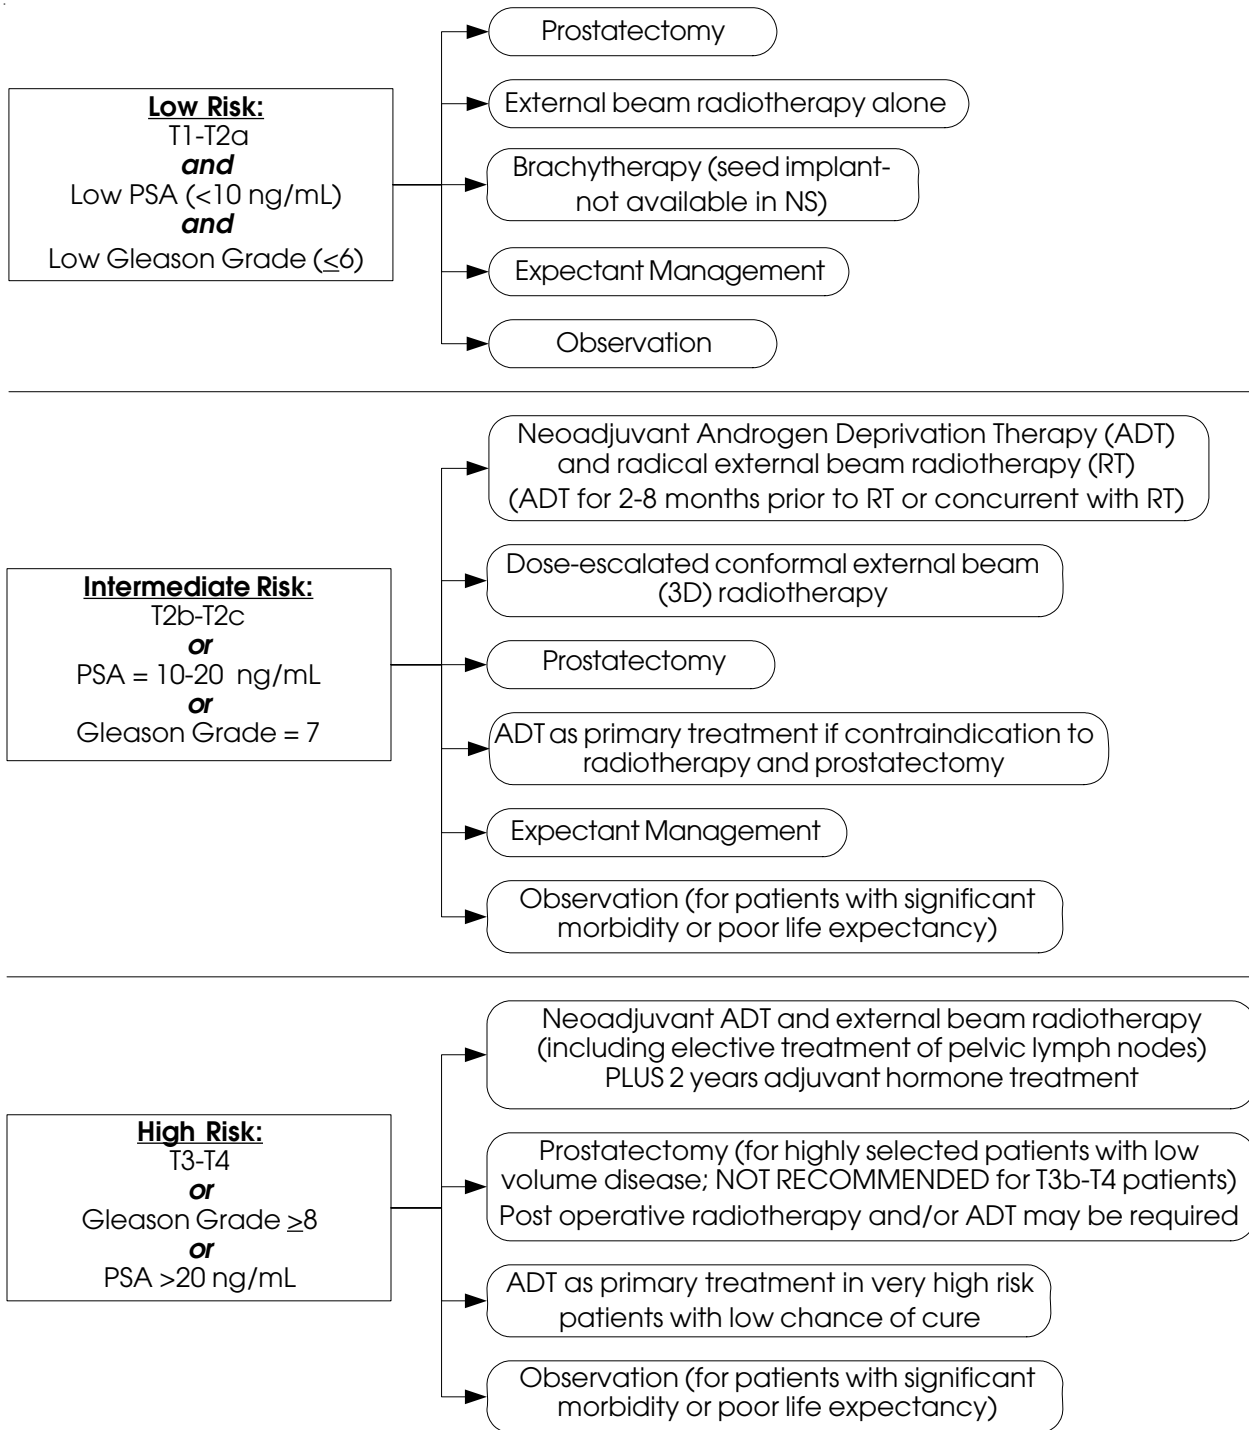 Low Risk:
T1-T2a
and
Low PSA (<10 ng/mL)
and
Low Gleason Grade (≤6)
Prostatectomy
External beam radiotherapy alone
Brachytherapy (seed implant-
not available in NS)
Expectant Management
Observation
Intermediate Risk:
T2b-T2c
or
PSA = 10-20 ng/mL
or
Gleason Grade = 7
Neoadjuvant Androgen Deprivation Therapy (ADT)
and radical external beam radiotherapy (RT)
(ADT for 2-8 months prior to RT or concurrent with RT)
Dose-escalated conformal external beam
(3D) radiotherapy
Prostatectomy
ADT as primary treatment if contraindication to
radiotherapy and prostatectomy
Expectant Management
Observation (for patients with significant
morbidity or poor life expectancy)
High Risk:
T3-T4
or
Gleason Grade ≥8
or
PSA >20 ng/mL
Neoadjuvant ADT and external beam radiotherapy
(including elective treatment of pelvic lymph nodes)
PLUS 2 years adjuvant hormone treatment
Prostatectomy (for highly selected patients with low
volume disease; NOT RECOMMENDED for T3b-T4 patients)
Post operative radiotherapy and/or ADT may be required
ADT as primary treatment in very high risk
patients with low chance of cure
Observation (for patients with significant
morbidity or poor life expectancy)